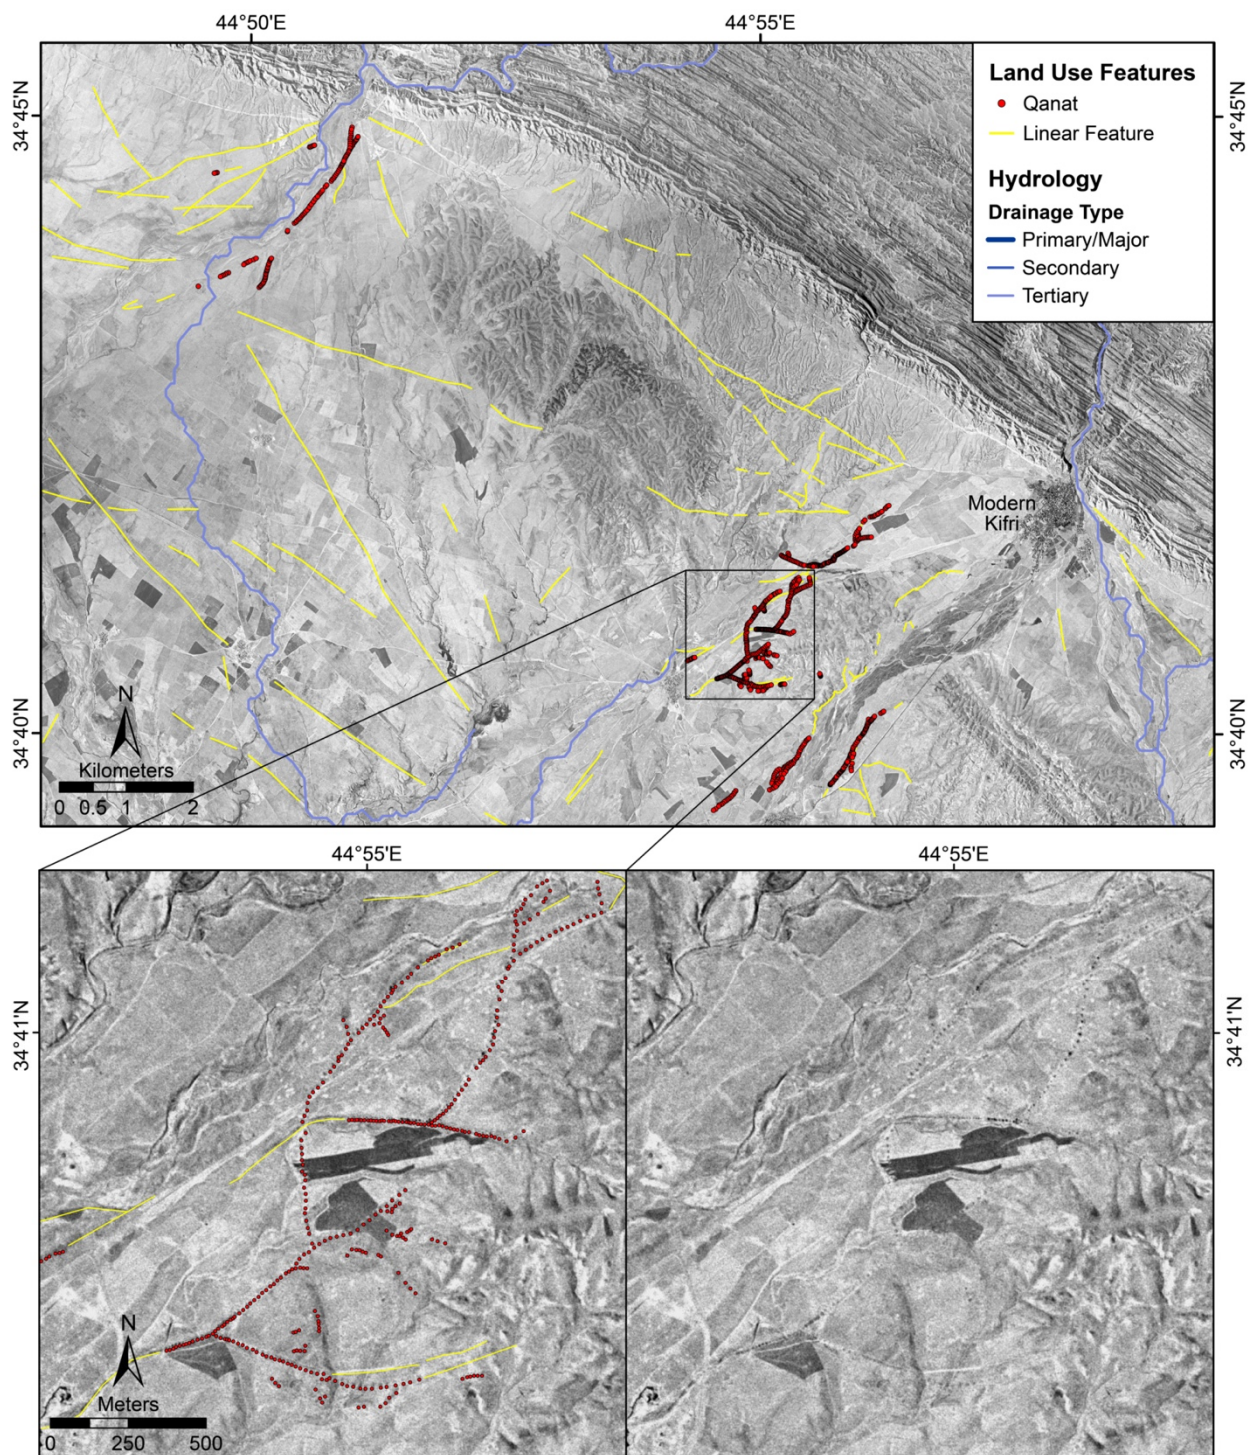 44°50'E
44°55'E
34°45'N
34°45'N
Land Use Features
Qanat
Linear Feature
Hydrology
Drainage Type
Primary/Major
Secondary
Tertiary
Modern
Kifri
34°40'N
34°40'N
N
Kilometers
0 0.5 1 2
44°55'E
44°55'E
34°41'N
34°41'N
N
Meters
0 250 500